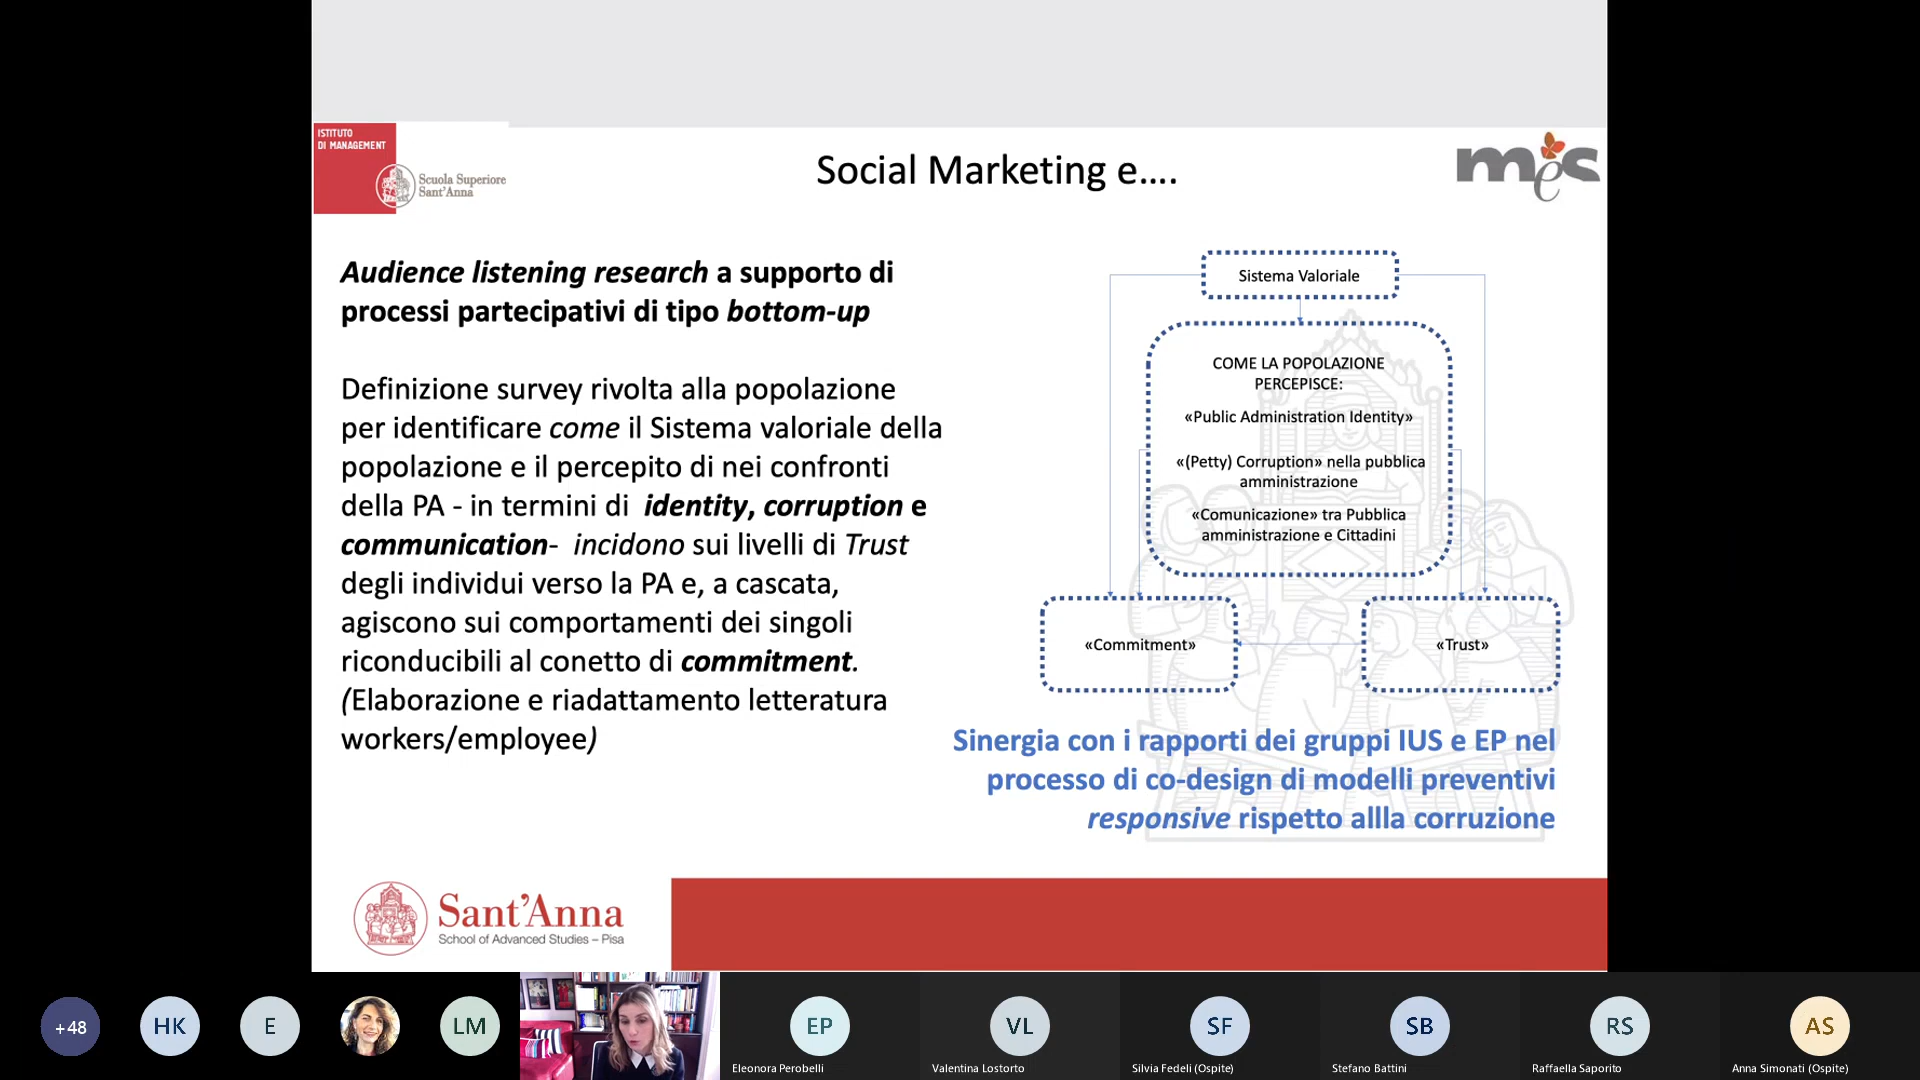 ISTITUTO
DI MANAGEMENT
Scuola Superiore
Sant'Anna
Social Marketing e....
mes
Audience listening research a supporto di
processi partecipativi di tipo bottom-up
Definizione survey rivolta alla popolazione
per identificare come il Sistema valoriale della
popolazione e il percepito di nei confronti
della PA - in termini di identity, corruption e
communication- incidono sui livelli di Trust
degli individui verso la PA e, a cascata,
agiscono sui comportamenti dei singoli
riconducibili al conetto di commitment.
(Elaborazione e riadattamento letteratura
workers/employee)
Sistema Valoriale
COME LA POPOLAZIONE
PERCEPISCE:
«Public Administration Identity»
«(Petty) Corruption» nella pubblica
amministrazione
«Comunicazione» tra Pubblica
amministrazione e Cittadini
«Commitment»
«Trust»
Sinergia con i rapporti dei gruppi IUS e EP nel
processo di co-design di modelli preventivi
responsive rispetto allla corruzione
Sant'Anna
School of Advanced Studies – Pisa
+48
HK
E
LM
EP
Eleonora Perobelli
VL
Valentina Lostorto
SF
Silvia Fedeli (Ospite)
SB
Stefano Battini
RS
Raffaella Saporito
AS
Anna Simonati (Ospite)